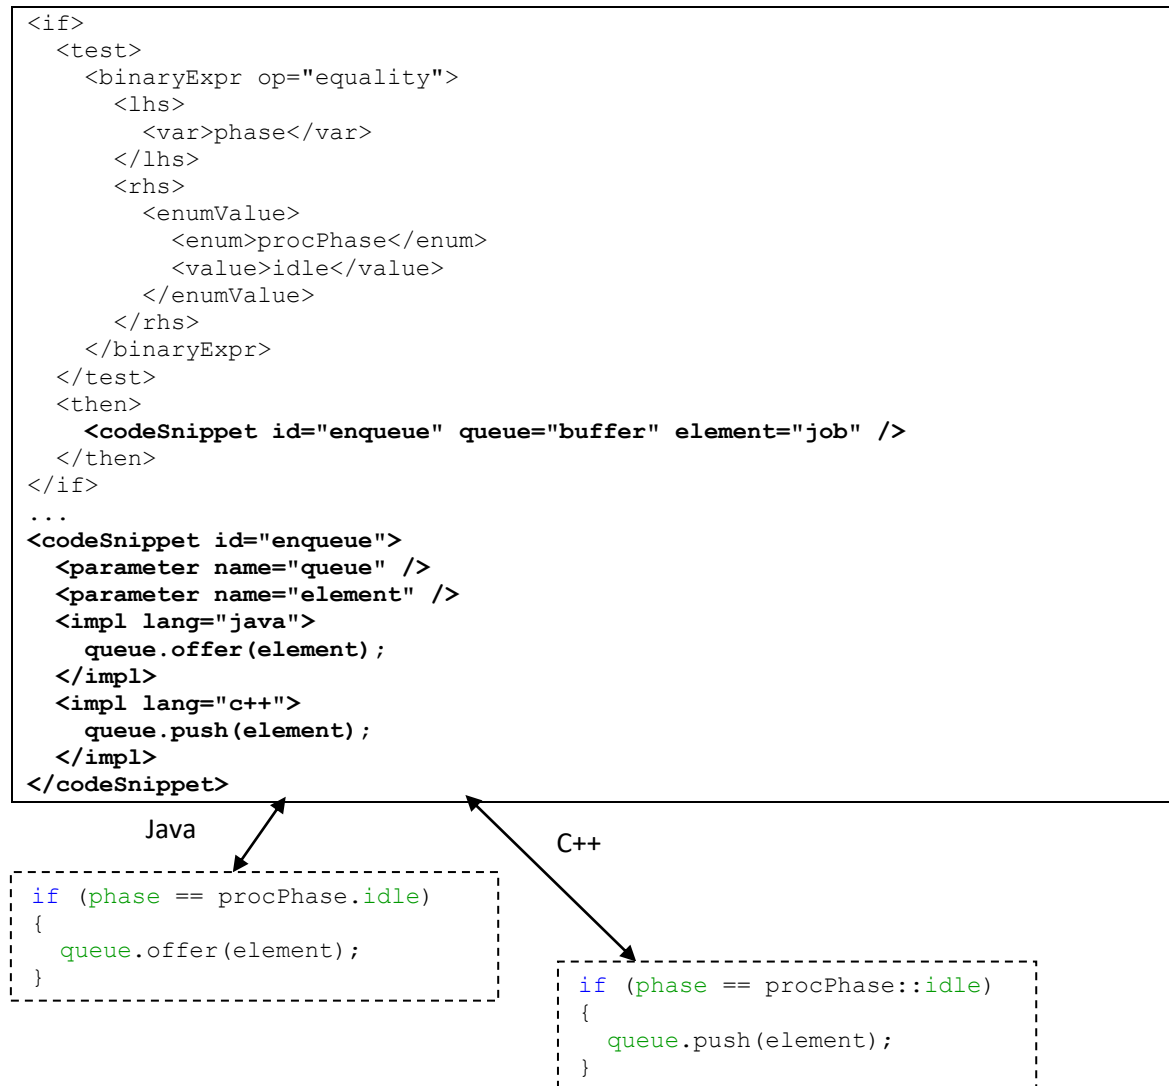 <if>
  <test>
    <binaryExpr op="equality">
      <lhs>
        <var>phase</var>
      </lhs>
      <rhs>
        <enumValue>
          <enum>procPhase</enum>
          <value>idle</value>
        </enumValue>
      </rhs>
    </binaryExpr>
  </test>
  <then>
    <codeSnippet id="enqueue" queue="buffer" element="job" />
  </then>
</if>
...
<codeSnippet id="enqueue">
  <parameter name="queue" />
  <parameter name="element" />
  <impl lang="java">
    queue.offer(element);
  </impl>
  <impl lang="c++">
    queue.push(element);
  </impl>
</codeSnippet>
Java
C++
if (phase == procPhase.idle)
{
  queue.offer(element);
}
if (phase == procPhase::idle)
{
  queue.push(element);
}